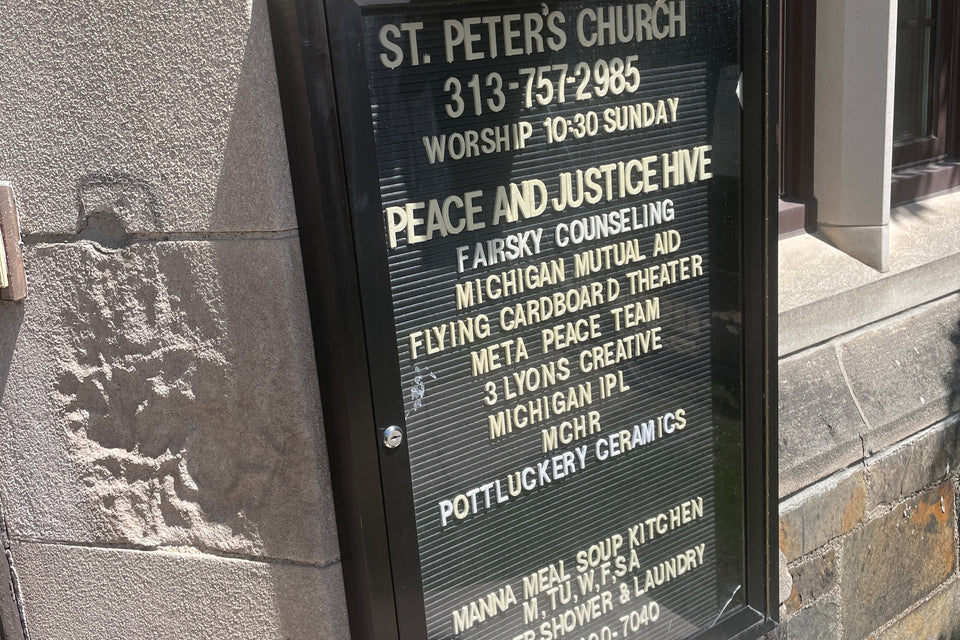 ST. PETER'S CHURCH
313-757-2985
WORSHIP 10:30 SUNDAY
PEACE AND JUSTICE HIVE
FAIRSKY COUNSELING
MICHIGAN MUTUAL AID
FLYING CARDBOARD THEATER
META PEACE TEAM
3 LYONS CREATIVE
MICHIGAN IPL
MCHR
POTTLUCKERY CERAMICS
MANNA MEAL SOUP KITCHEN
M,TU,W,F,SA
SHOWER & LAUNDRY
7040